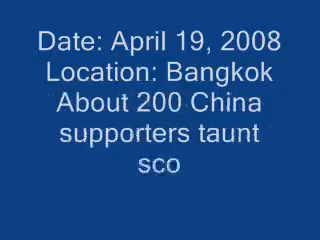 Date: April 19, 2008
Location: Bangkok
About 200 China
supporters taunt
sco